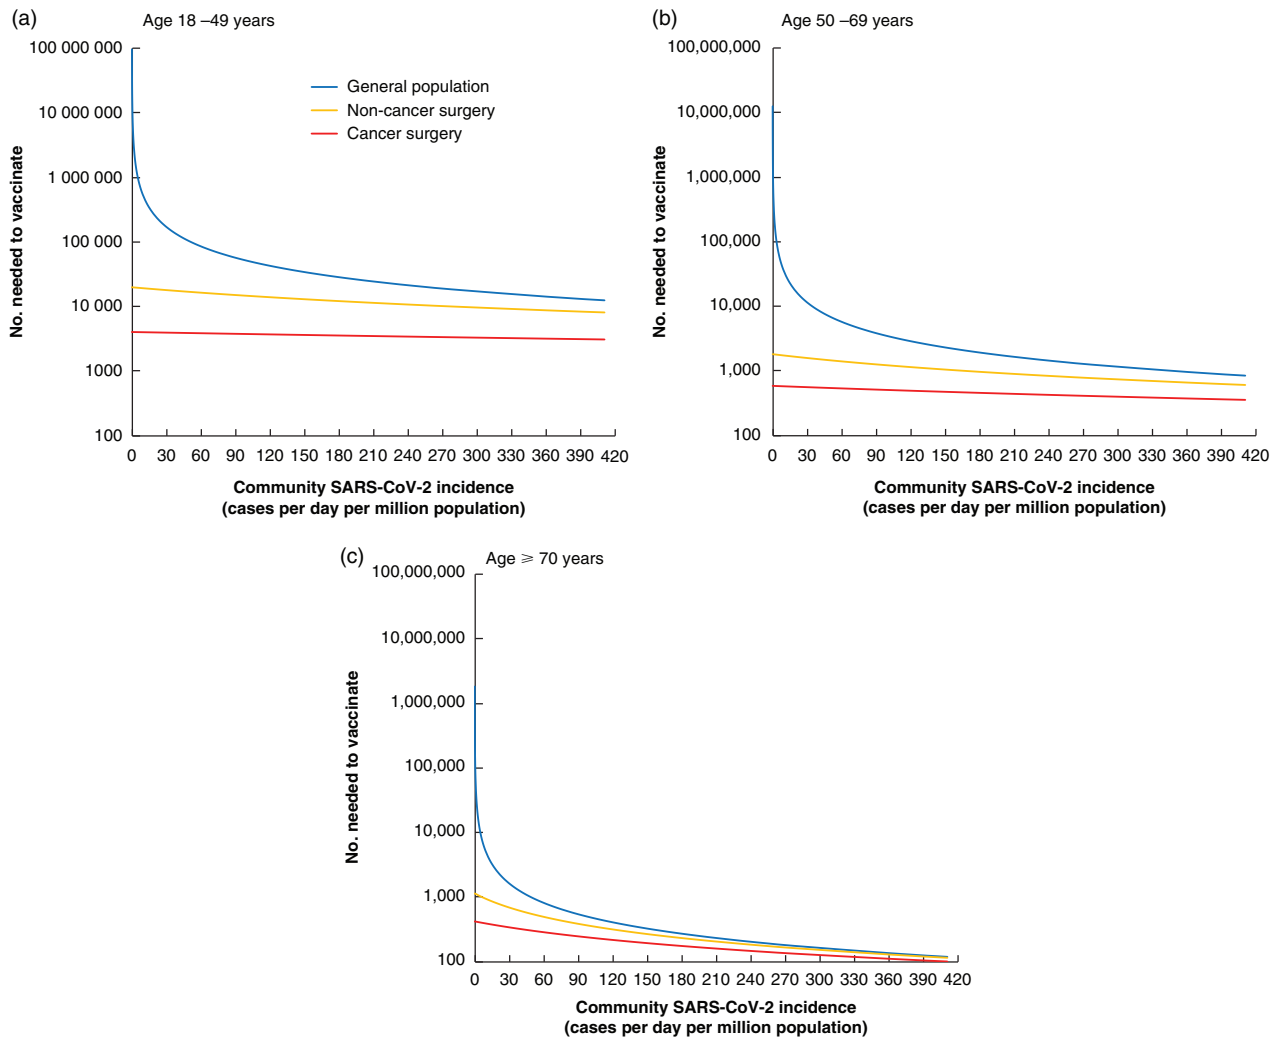 (a)
Age 18 –49 years
100 000 000
10 000 000
1 000 000
100 000
10 000
1000
100
No. needed to vaccinate
General population
Non-cancer surgery
Cancer surgery
0 30 60 90 120 150 180 210 240 270 300 330 360 390 420
Community SARS-CoV-2 incidence
(cases per day per million population)
(b)
Age 50 –69 years
100,000,000
10,000,000
1,000,000
100,000
10,000
1,000
100
No. needed to vaccinate
0 30 60 90 120 150 180 210 240 270 300 330 360 390 420
Community SARS-CoV-2 incidence
(cases per day per million population)
(c)
Age ⩾ 70 years
100,000,000
10,000,000
1,000,000
100,000
10,000
1,000
100
No. needed to vaccinate
0 30 60 90 120 150 180 210 240 270 300 330 360 390 420
Community SARS-CoV-2 incidence
(cases per day per million population)